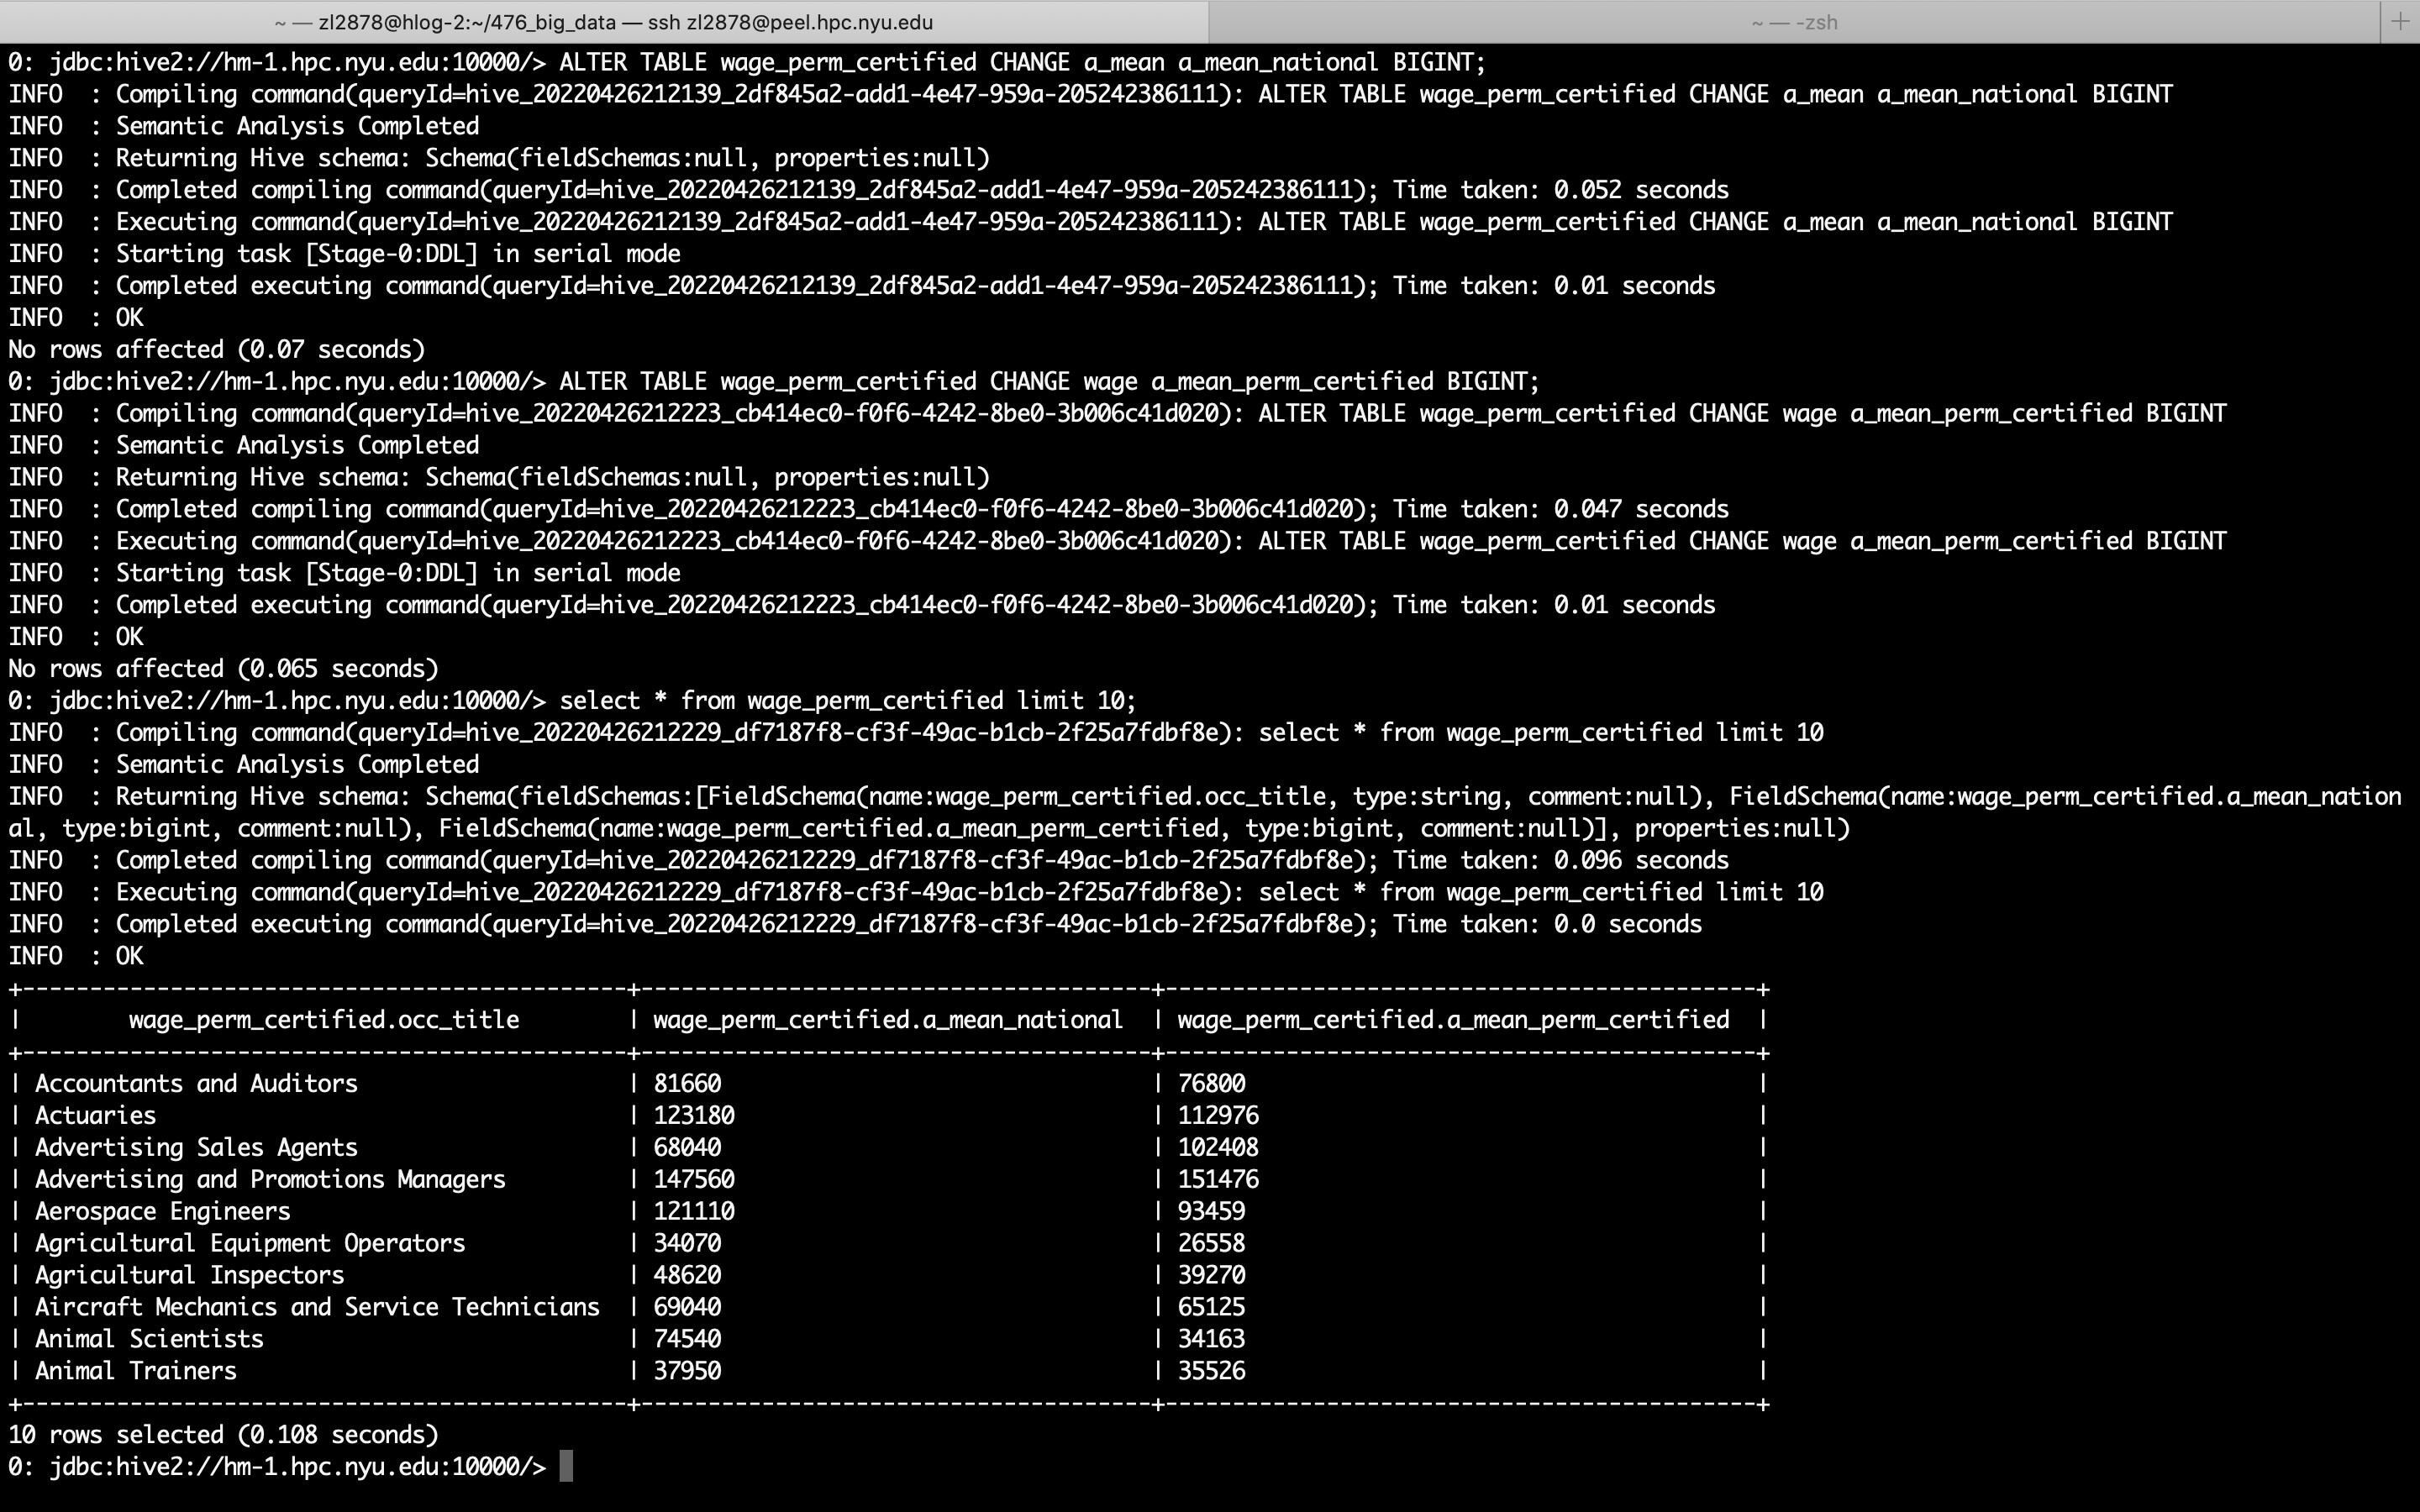 ~ — zl2878@hlog-2:~/476_big_data — ssh zl2878@peel.hpc.nyu.edu
~ — -zsh
+
0: jdbc:hive2://hm-1.hpc.nyu.edu:10000/> ALTER TABLE wage_perm_certified CHANGE a_mean a_mean_national BIGINT;
INFO  : Compiling command(queryId=hive_20220426212139_2df845a2-add1-4e47-959a-205242386111): ALTER TABLE wage_perm_certified CHANGE a_mean a_mean_national BIGINT
INFO  : Semantic Analysis Completed
INFO  : Returning Hive schema: Schema(fieldSchemas:null, properties:null)
INFO  : Completed compiling command(queryId=hive_20220426212139_2df845a2-add1-4e47-959a-205242386111); Time taken: 0.052 seconds
INFO  : Executing command(queryId=hive_20220426212139_2df845a2-add1-4e47-959a-205242386111): ALTER TABLE wage_perm_certified CHANGE a_mean a_mean_national BIGINT
INFO  : Starting task [Stage-0:DDL] in serial mode
INFO  : Completed executing command(queryId=hive_20220426212139_2df845a2-add1-4e47-959a-205242386111); Time taken: 0.01 seconds
INFO  : OK
No rows affected (0.07 seconds)
0: jdbc:hive2://hm-1.hpc.nyu.edu:10000/> ALTER TABLE wage_perm_certified CHANGE wage a_mean_perm_certified BIGINT;
INFO  : Compiling command(queryId=hive_20220426212223_cb414ec0-f0f6-4242-8be0-3b006c41d020): ALTER TABLE wage_perm_certified CHANGE wage a_mean_perm_certified BIGINT
INFO  : Semantic Analysis Completed
INFO  : Returning Hive schema: Schema(fieldSchemas:null, properties:null)
INFO  : Completed compiling command(queryId=hive_20220426212223_cb414ec0-f0f6-4242-8be0-3b006c41d020); Time taken: 0.047 seconds
INFO  : Executing command(queryId=hive_20220426212223_cb414ec0-f0f6-4242-8be0-3b006c41d020): ALTER TABLE wage_perm_certified CHANGE wage a_mean_perm_certified BIGINT
INFO  : Starting task [Stage-0:DDL] in serial mode
INFO  : Completed executing command(queryId=hive_20220426212223_cb414ec0-f0f6-4242-8be0-3b006c41d020); Time taken: 0.01 seconds
INFO  : OK
No rows affected (0.065 seconds)
0: jdbc:hive2://hm-1.hpc.nyu.edu:10000/> select * from wage_perm_certified limit 10;
INFO  : Compiling command(queryId=hive_20220426212229_df7187f8-cf3f-49ac-b1cb-2f25a7fdbf8e): select * from wage_perm_certified limit 10
INFO  : Semantic Analysis Completed
INFO  : Returning Hive schema: Schema(fieldSchemas:[FieldSchema(name:wage_perm_certified.occ_title, type:string, comment:null), FieldSchema(name:wage_perm_certified.a_mean_nation
al, type:bigint, comment:null), FieldSchema(name:wage_perm_certified.a_mean_perm_certified, type:bigint, comment:null)], properties:null)
INFO  : Completed compiling command(queryId=hive_20220426212229_df7187f8-cf3f-49ac-b1cb-2f25a7fdbf8e); Time taken: 0.096 seconds
INFO  : Executing command(queryId=hive_20220426212229_df7187f8-cf3f-49ac-b1cb-2f25a7fdbf8e): select * from wage_perm_certified limit 10
INFO  : Completed executing command(queryId=hive_20220426212229_df7187f8-cf3f-49ac-b1cb-2f25a7fdbf8e); Time taken: 0.0 seconds
INFO  : OK
+---------------------------------------------+--------------------------------------+--------------------------------------------+
|        wage_perm_certified.occ_title        | wage_perm_certified.a_mean_national  | wage_perm_certified.a_mean_perm_certified  |
+---------------------------------------------+--------------------------------------+--------------------------------------------+
| Accountants and Auditors                    | 81660                                | 76800                                      |
| Actuaries                                   | 123180                               | 112976                                     |
| Advertising Sales Agents                    | 68040                                | 102408                                     |
| Advertising and Promotions Managers         | 147560                               | 151476                                     |
| Aerospace Engineers                         | 121110                               | 93459                                      |
| Agricultural Equipment Operators            | 34070                                | 26558                                      |
| Agricultural Inspectors                     | 48620                                | 39270                                      |
| Aircraft Mechanics and Service Technicians  | 69040                                | 65125                                      |
| Animal Scientists                           | 74540                                | 34163                                      |
| Animal Trainers                             | 37950                                | 35526                                      |
+---------------------------------------------+--------------------------------------+--------------------------------------------+
10 rows selected (0.108 seconds)
0: jdbc:hive2://hm-1.hpc.nyu.edu:10000/>